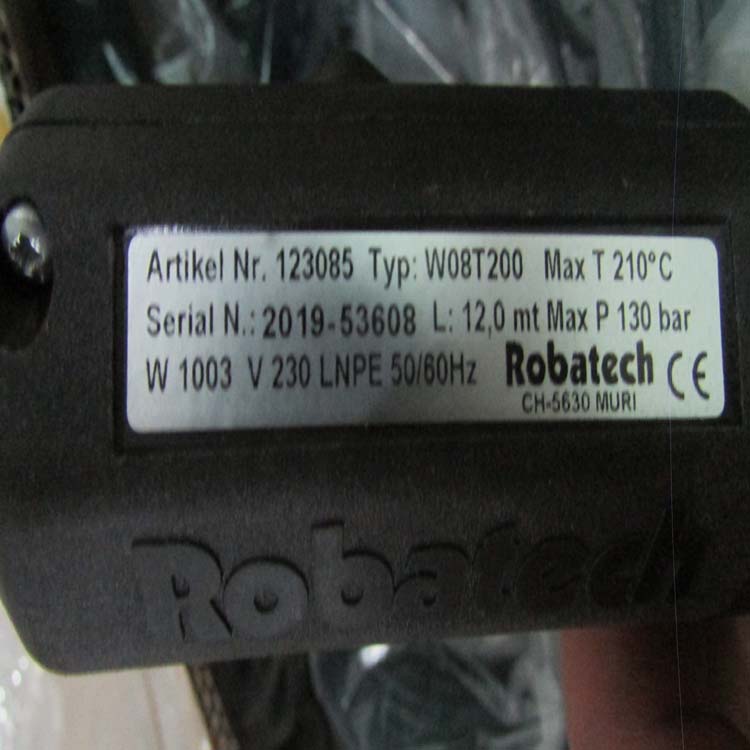 Artikel Nr. 123085 Typ: W08T200 Max T 210°C
Serial N.: 2019-53608 L: 12,0 mt Max P 130 bar
W 1003 V 230 LNPE 50/60Hz Robatech CE
CH-5630 MURI
Robatech